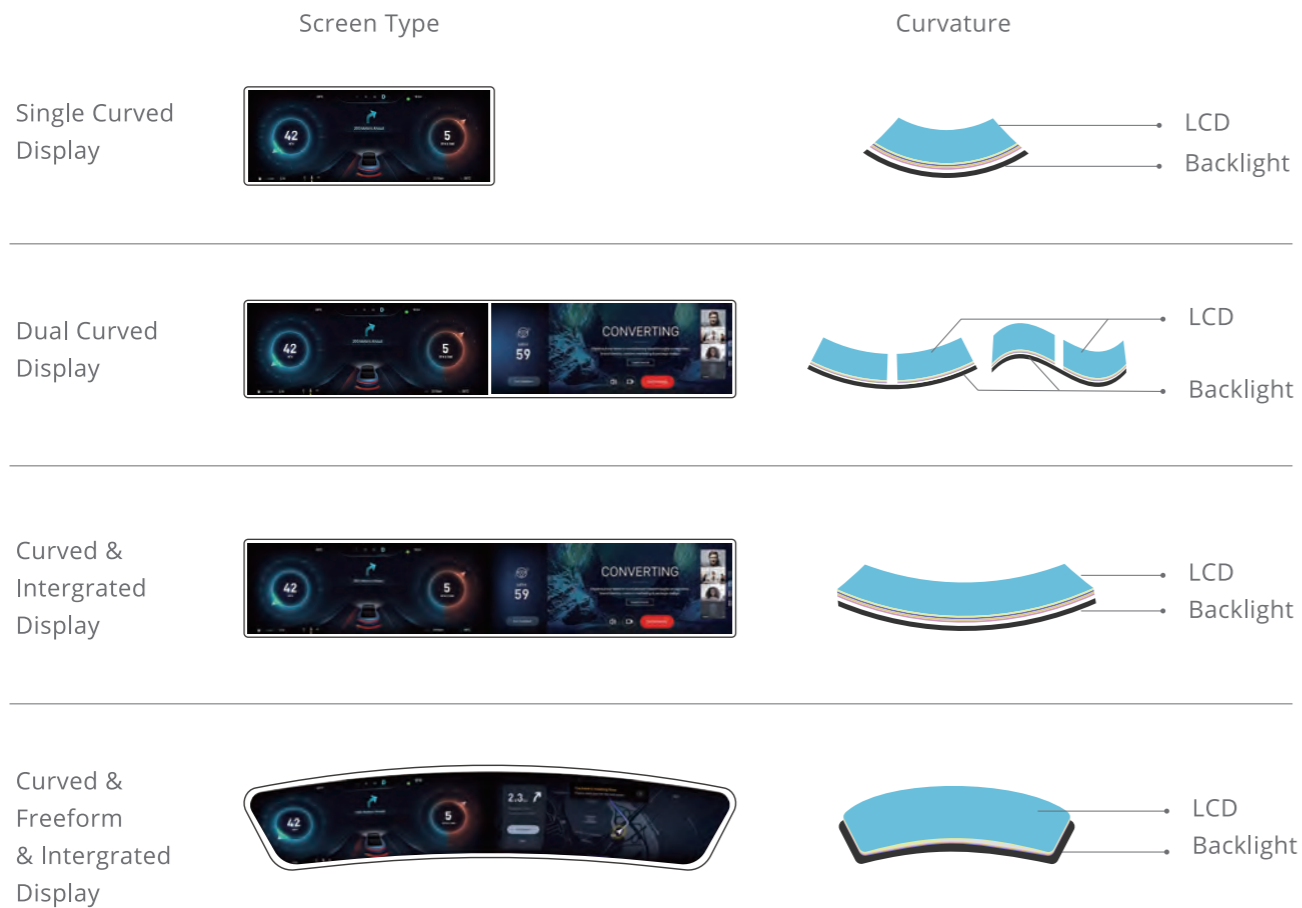 Screen Type
Curvature
Single Curved
Display
42
D
5
LCD
Backlight
Dual Curved
Display
42
D
5
59
CONVERTING
LCD
Backlight
Curved &
Intergrated
Display
42
D
5
59
CONVERTING
LCD
Backlight
Curved &
Freeform
& Intergrated
Display
42
5
2.3
LCD
Backlight